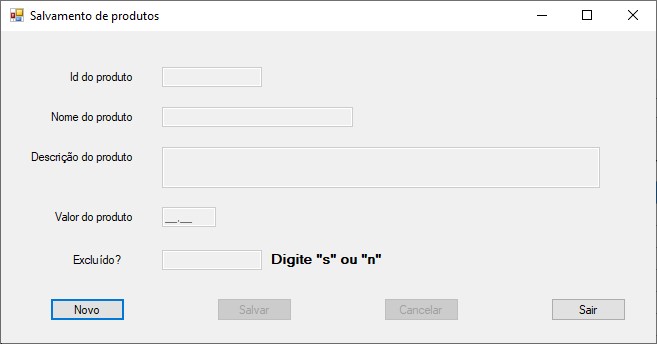 Salvamento de produtos
Id do produto
Nome do produto
Descrição do produto
Valor do produto __.__
Excluído? Digite "s" ou "n"
Novo Salvar Cancelar Sair